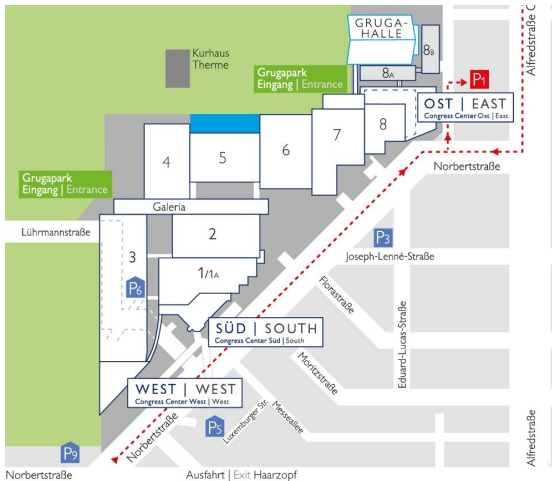 GRUGA-
HALLE
8B
8A
Alfredstraße C
Kurhaus
Therme
Grugapark
Eingang | Entrance
P1
OST | EAST
Congress Center Ost | East
7
8
6
5
4
Norbertstraße
Grugapark
Eingang | Entrance
Galeria
Lührmannstraße
2
3
P3
Joseph-Lenné-Straße
1/1A
P6
Florastraße
Eduard-Lucas-Straße
SÜD | SOUTH
Congress Center Süd | South
Moritzstraße
WEST | WEST
Congress Center West | West
Norbertstraße
P5
Luxemburger Str.
Messeallee
Alfredstraße
P9
Norbertstraße
Ausfahrt | Exit Haarzopf